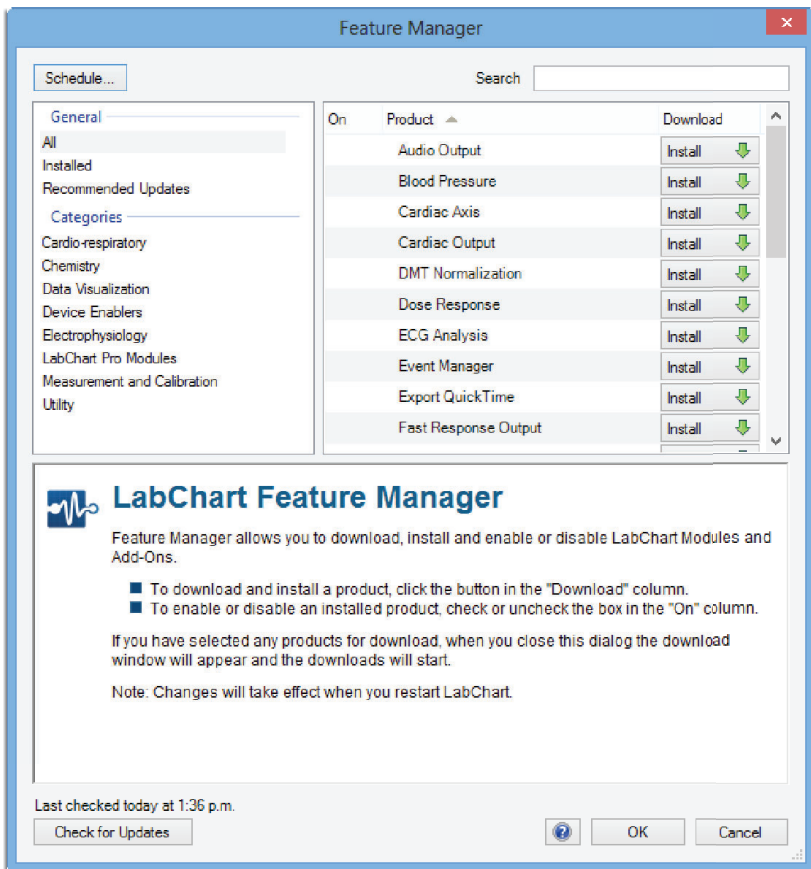 Feature Manager
Schedule...
Search
General
All
Installed
Recommended Updates
Categories
Cardio-respiratory
Chemistry
Data Visualization
Device Enablers
Electrophysiology
LabChart Pro Modules
Measurement and Calibration
Utility
On Product Download
Audio Output Install
Blood Pressure Install
Cardiac Axis Install
Cardiac Output Install
DMT Normalization Install
Dose Response Install
ECG Analysis Install
Event Manager Install
Export QuickTime Install
Fast Response Output Install
LabChart Feature Manager
Feature Manager allows you to download, install and enable or disable LabChart Modules and
Add-Ons.
To download and install a product, click the button in the "Download" column.
To enable or disable an installed product, check or uncheck the box in the "On" column.
If you have selected any products for download, when you close this dialog the download
window will appear and the downloads will start.
Note: Changes will take effect when you restart LabChart.
Last checked today at 1:36 p.m.
Check for Updates
? OK Cancel